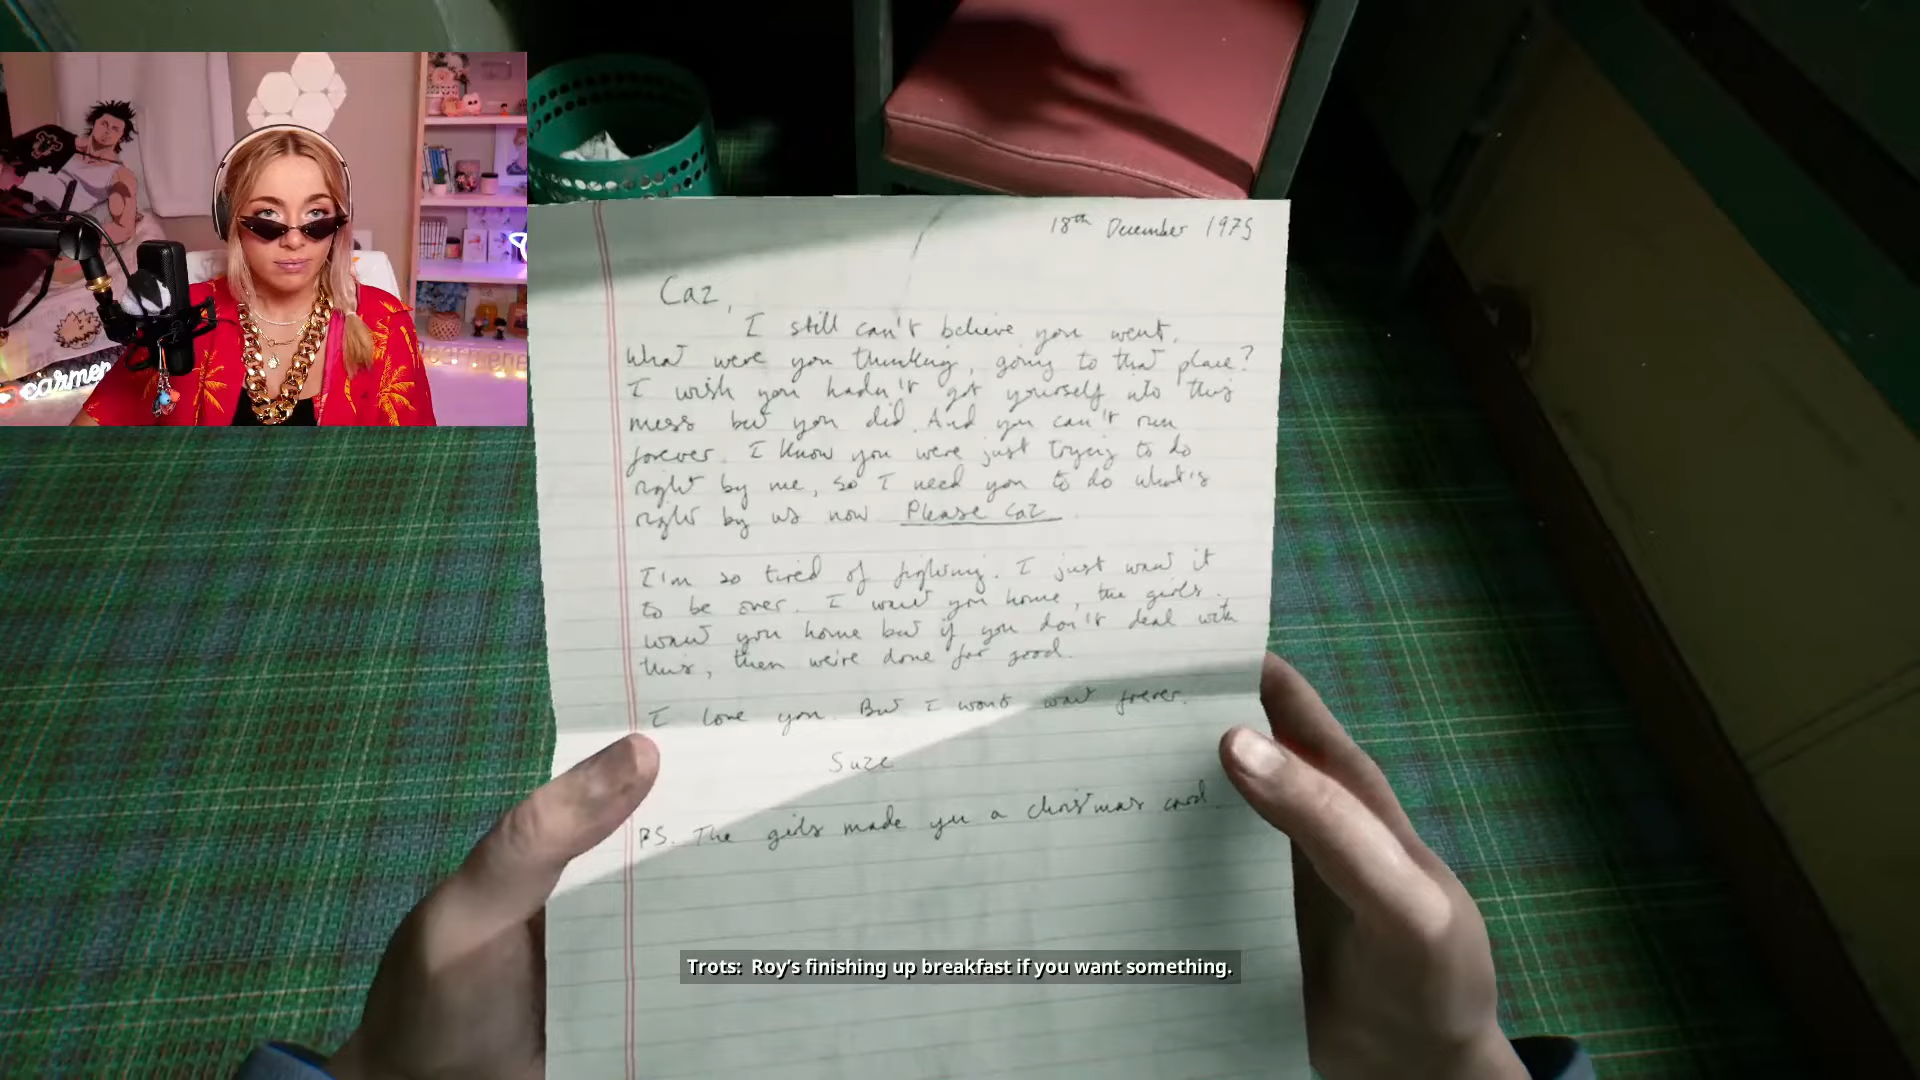 18th December 1975
Caz,
I still can't believe you went.
What were you thinking, going to that place?
I wish you hadn't got yourself into this
mess but you did. And you can't run
forever. I know you were just trying to do
right by me, so I need you to do what's
right by us now Please Caz
I'm so tired of fighting. I just want it
to be over. I want you home, the girls
want you home but if you don't deal with
this, then we're done for good.
I love you. But I won't wait forever.
Suze
PS. The girls made you a christmas card.
carmen
Trots: Roy's finishing up breakfast if you want something.